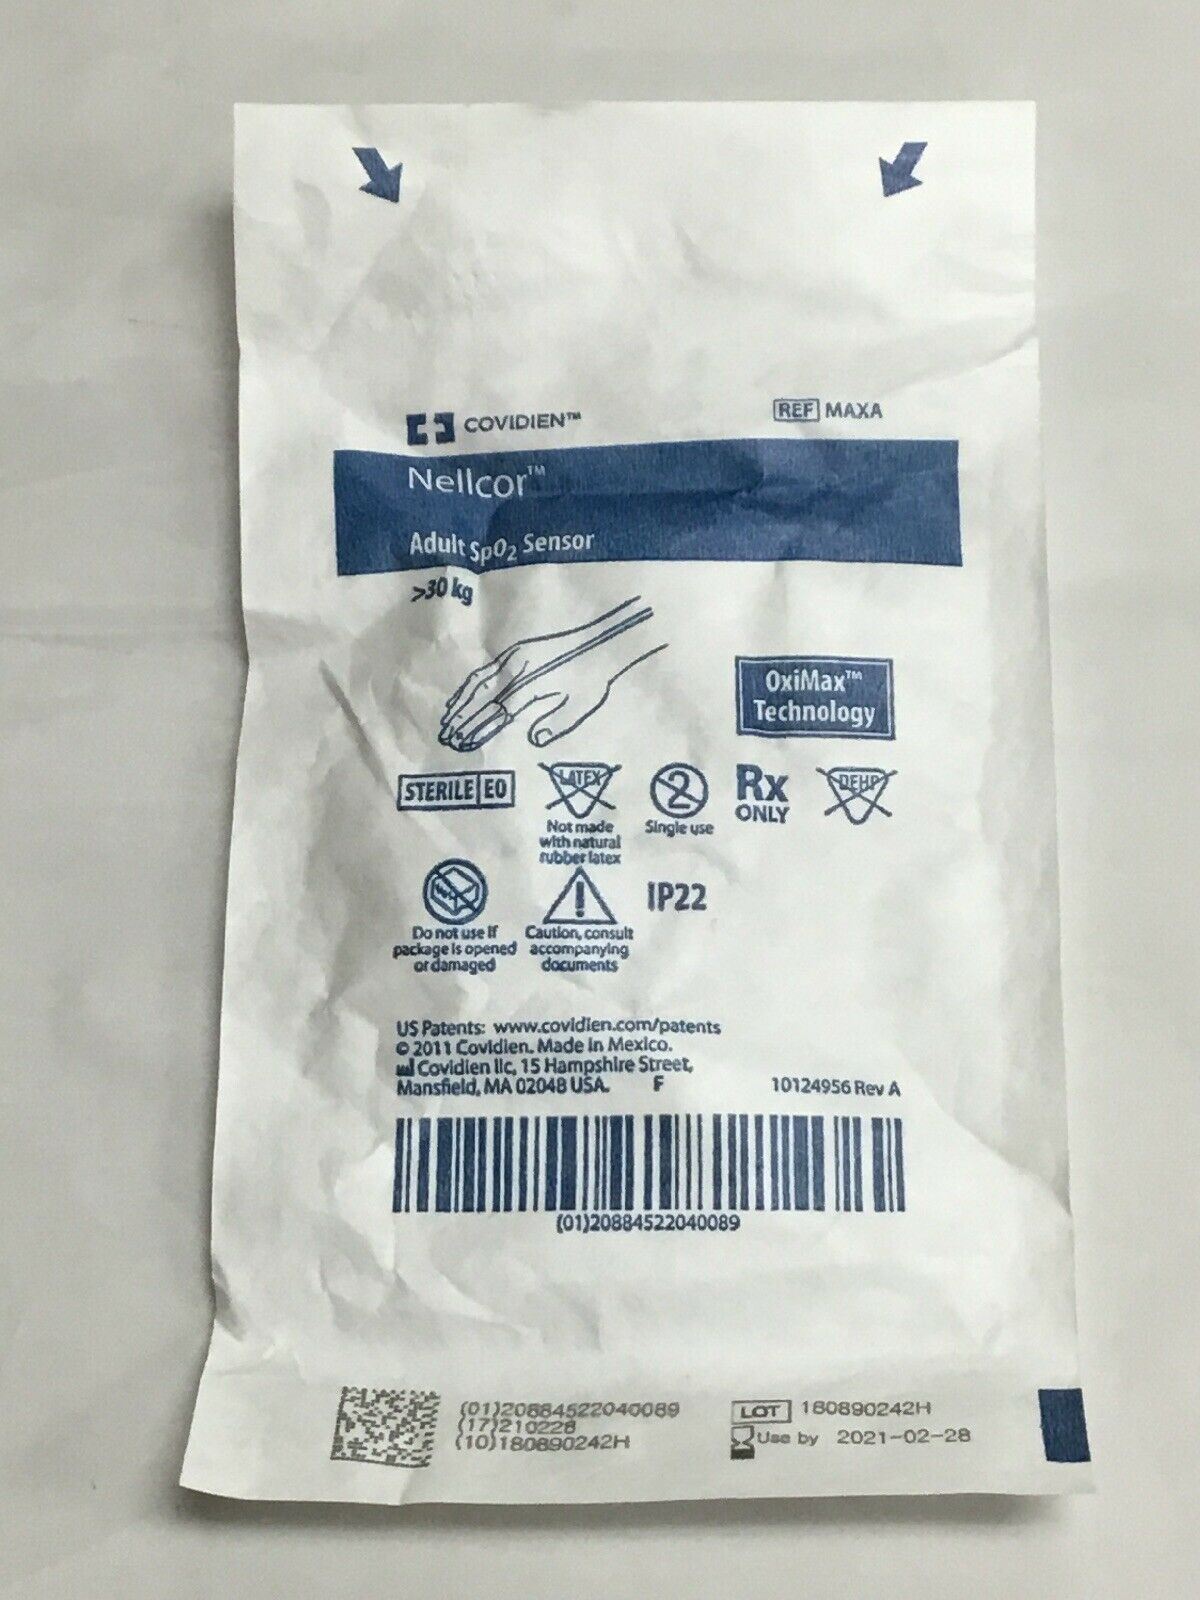 COVIDIEN™
REF MAXA
Nellcor™
Adult SpO2 Sensor
>30 kg
OxiMax™
Technology
STERILE EO
LATEX
Not made
with natural
rubber latex
2
Single use
Rx
ONLY
DEHP
Do not use if
package is opened
or damaged
!
Caution, consult
accompanying
documents
IP22
US Patents: www.covidien.com/patents
© 2011 Covidien. Made in Mexico.
Covidien llc, 15 Hampshire Street,
Mansfield, MA 02048 USA. F
10124956 Rev A
(01)20884522040089
(01)20884522040089
(17)210228
(10)180890242H
LOT 180890242H
Use by 2021-02-28